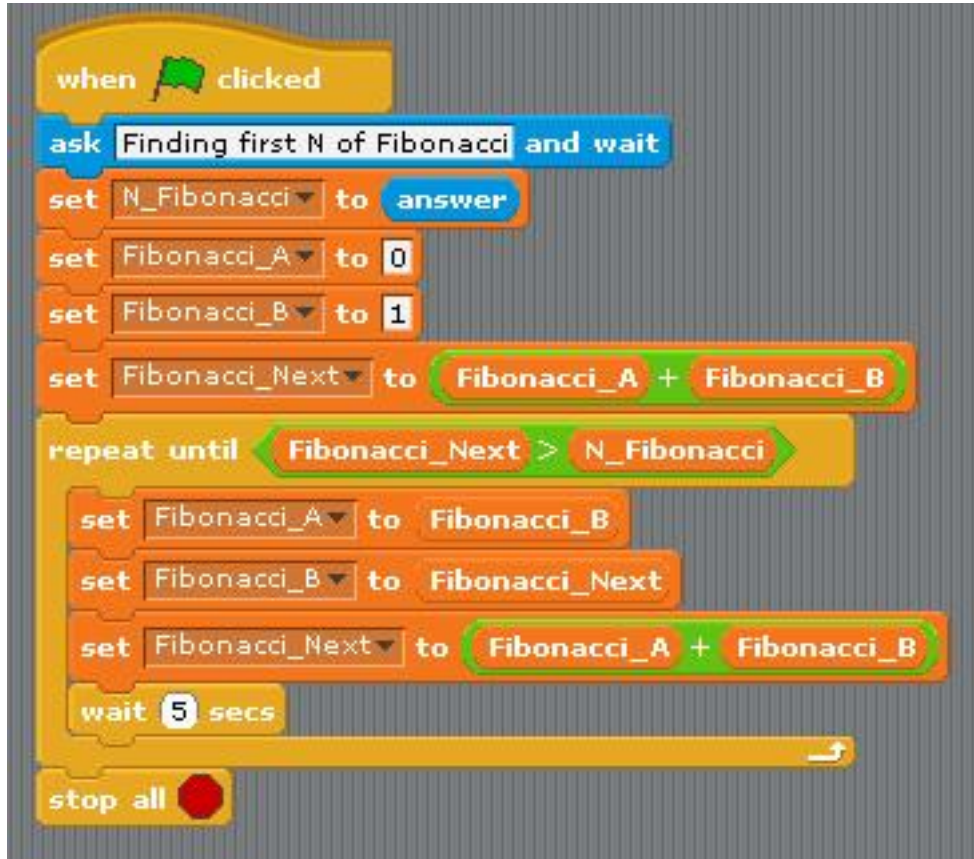 when clicked
ask Finding first N of Fibonacci and wait
set N_Fibonacci to answer
set Fibonacci_A to 0
set Fibonacci_B to 1
set Fibonacci_Next to Fibonacci_A + Fibonacci_B
repeat until Fibonacci_Next > N_Fibonacci
set Fibonacci_A to Fibonacci_B
set Fibonacci_B to Fibonacci_Next
set Fibonacci_Next to Fibonacci_A + Fibonacci_B
wait 5 secs
stop all